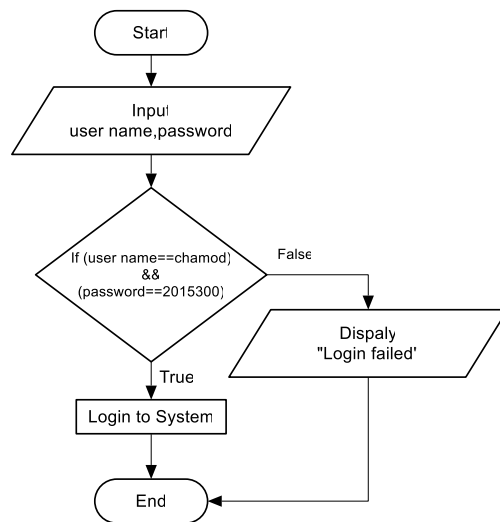 Start
Input
user name,password
If (user name==chamod)
&&
(password==2015300)
False
Dispaly
"Login failed'
True
Login to System
End